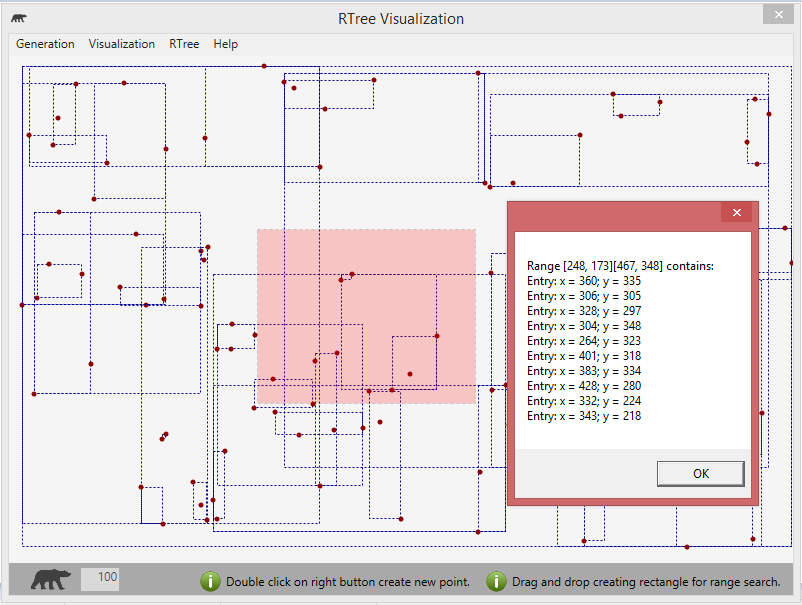 RTree Visualization
Generation Visualization RTree Help
Range [248, 173][467, 348] contains:
Entry: x = 360; y = 335
Entry: x = 306; y = 305
Entry: x = 328; y = 297
Entry: x = 304; y = 348
Entry: x = 264; y = 323
Entry: x = 401; y = 318
Entry: x = 383; y = 334
Entry: x = 428; y = 280
Entry: x = 332; y = 224
Entry: x = 343; y = 218
OK
100 Double click on right button create new point. Drag and drop creating rectangle for range search.